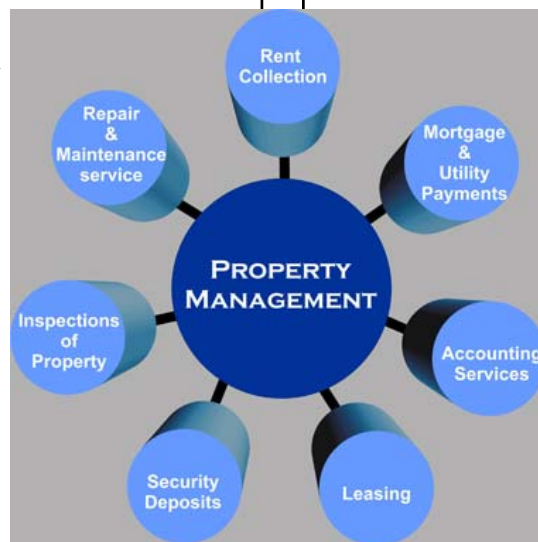 Rent
Collection
Repair
&
Maintenance
service
Mortgage
&
Utility
Payments
PROPERTY
MANAGEMENT
Inspections
of
Property
Accounting
Services
Security
Deposits
Leasing